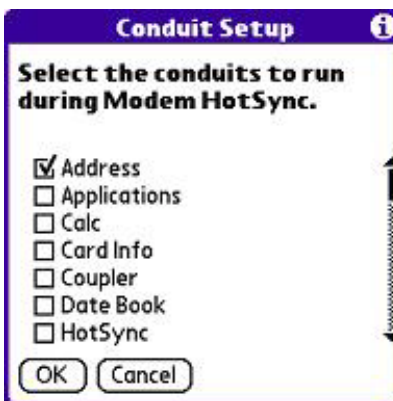 Conduit Setup
Select the conduits to run
during Modem HotSync.
Address
Applications
Calc
Card Info
Coupler
Date Book
HotSync
OK Cancel